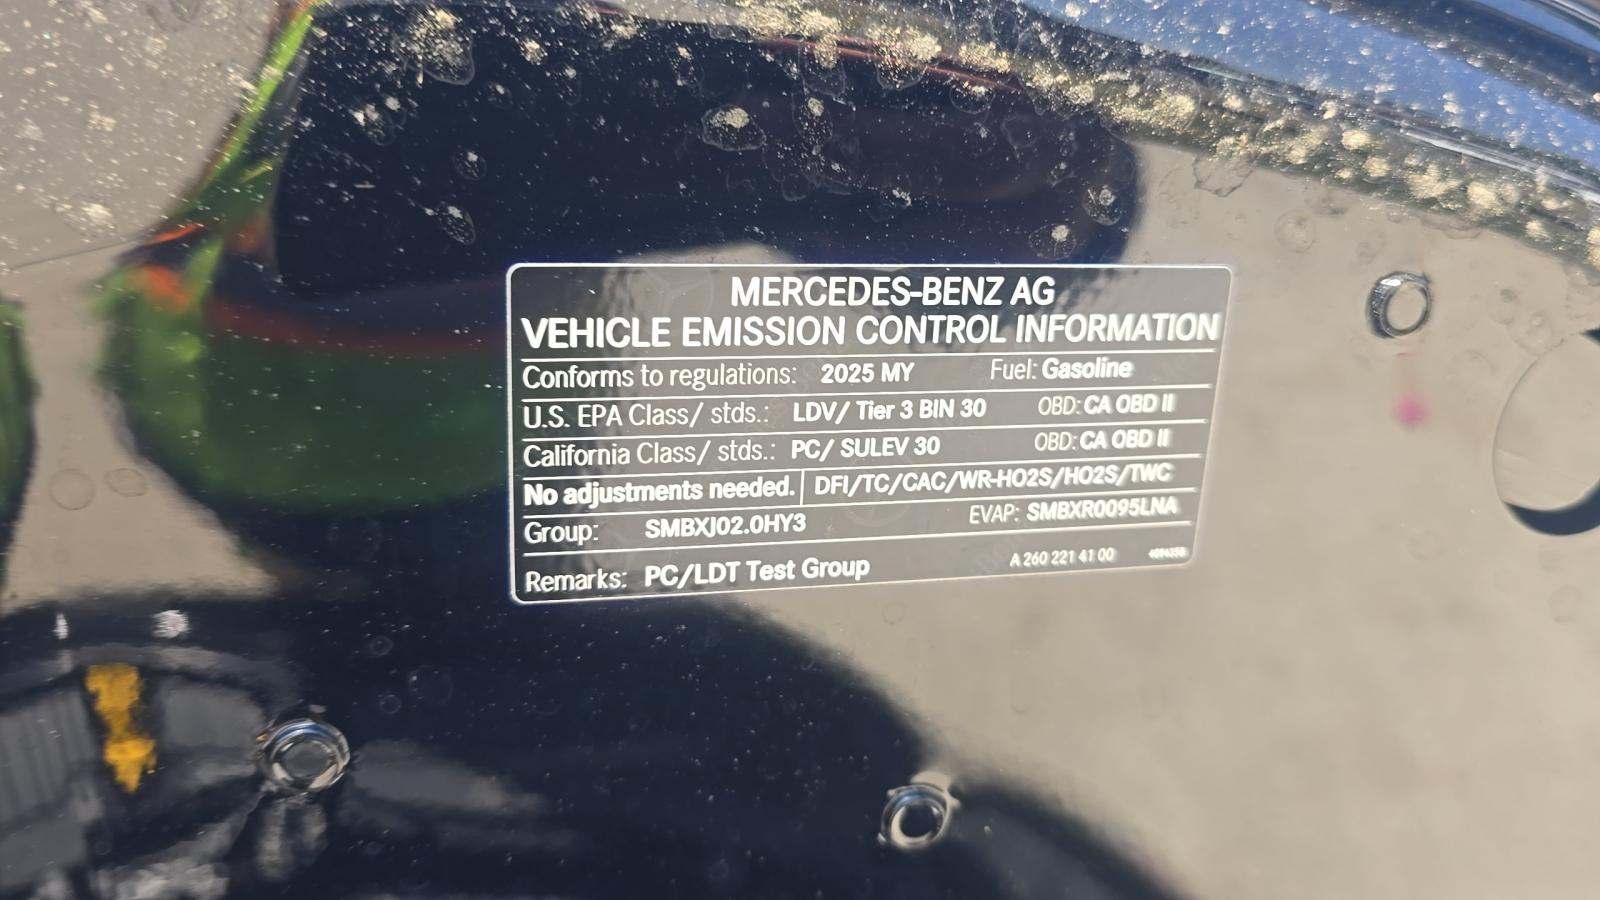 MERCEDES-BENZ AG
VEHICLE EMISSION CONTROL INFORMATION
Conforms to regulations: 2025 MY Fuel: Gasoline
U.S. EPA Class/ stds.: LDV/ Tier 3 BIN 30 OBD: CA OBD II
California Class/ stds.: PC/ SULEV 30 OBD: CA OBD II
No adjustments needed. DFI/TC/CAC/WR-HO2S/HO2S/TWC
Group: SMBXJ02.0HY3 EVAP: SMBXR0095LNA
Remarks: PC/LDT Test Group A 260 221 41 00